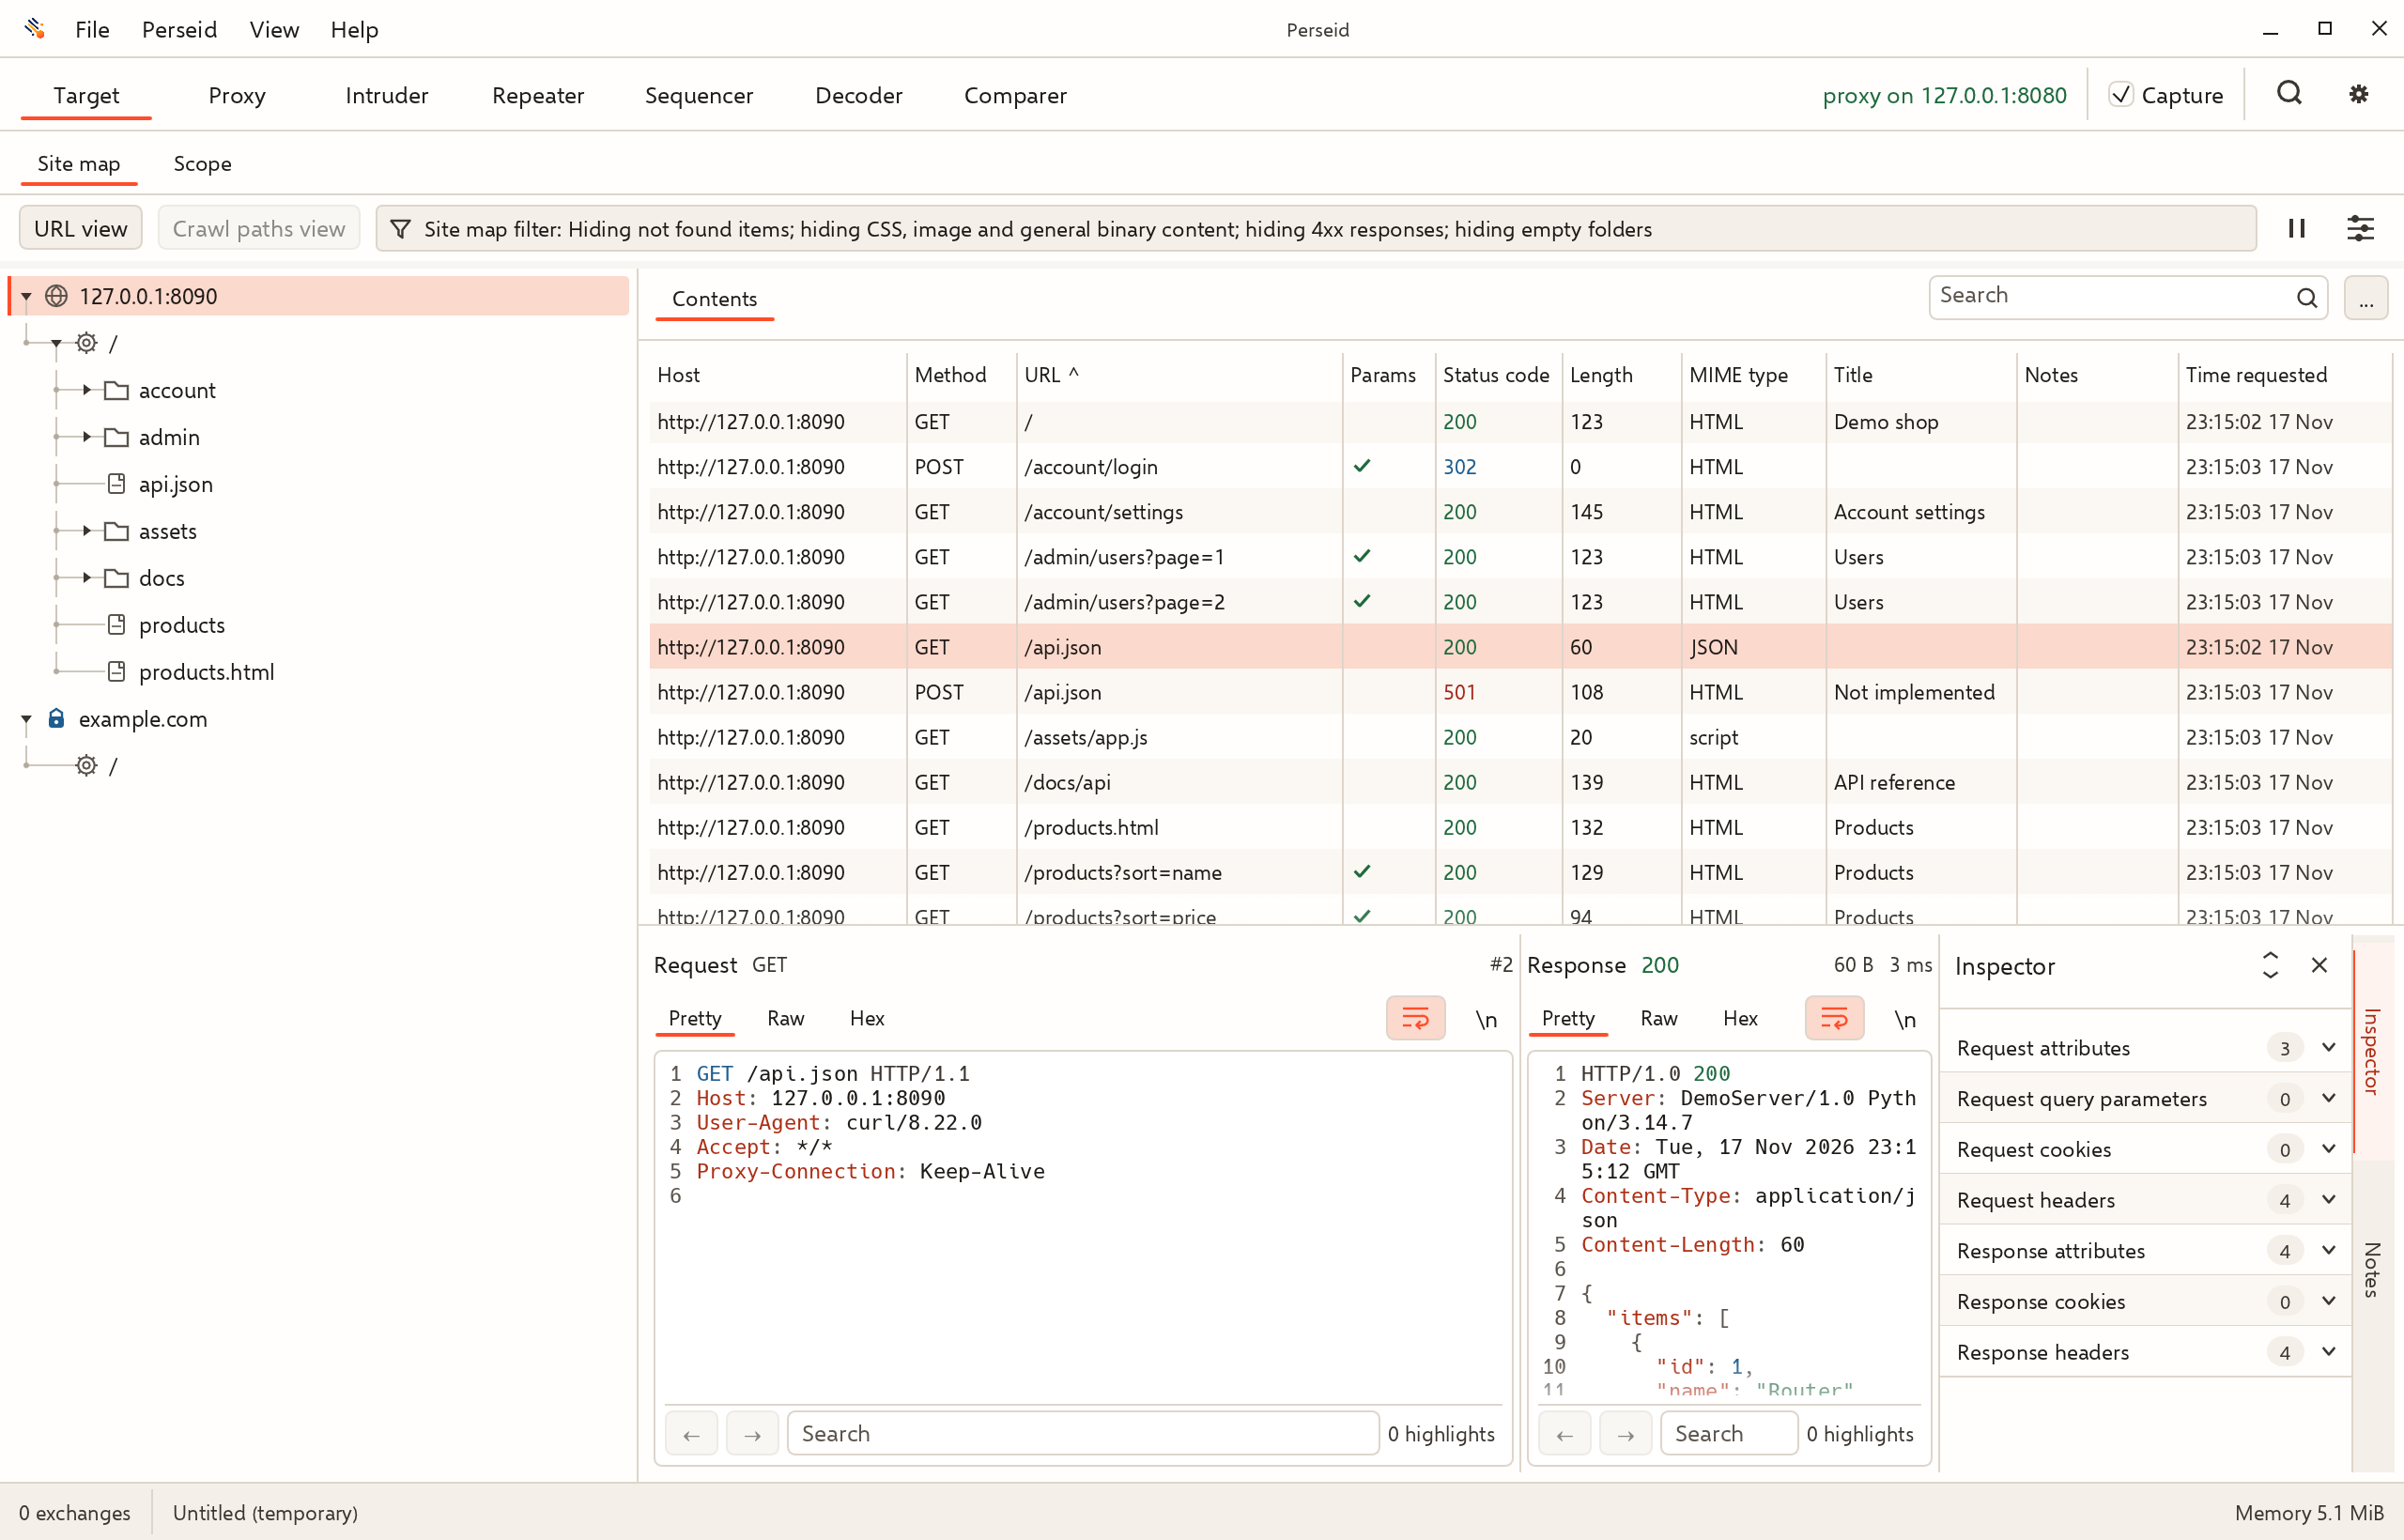 File Perseid View Help Perseid
Target Proxy Intruder Repeater Sequencer Decoder Comparer proxy on 127.0.0.1:8080 Capture
Site map Scope
URL view Crawl paths view Site map filter: Hiding not found items; hiding CSS, image and general binary content; hiding 4xx responses; hiding empty folders
127.0.0.1:8090
/
account
admin
api.json
assets
docs
products
products.html
example.com
/
Contents Search ...
Host Method URL ^ Params Status code Length MIME type Title Notes Time requested
http://127.0.0.1:8090 GET / 200 123 HTML Demo shop 23:15:02 17 Nov
http://127.0.0.1:8090 POST /account/login ✓ 302 0 HTML 23:15:03 17 Nov
http://127.0.0.1:8090 GET /account/settings 200 145 HTML Account settings 23:15:03 17 Nov
http://127.0.0.1:8090 GET /admin/users?page=1 ✓ 200 123 HTML Users 23:15:03 17 Nov
http://127.0.0.1:8090 GET /admin/users?page=2 ✓ 200 123 HTML Users 23:15:03 17 Nov
http://127.0.0.1:8090 GET /api.json 200 60 JSON 23:15:02 17 Nov
http://127.0.0.1:8090 POST /api.json 501 108 HTML Not implemented 23:15:03 17 Nov
http://127.0.0.1:8090 GET /assets/app.js 200 20 script 23:15:03 17 Nov
http://127.0.0.1:8090 GET /docs/api 200 139 HTML API reference 23:15:03 17 Nov
http://127.0.0.1:8090 GET /products.html 200 132 HTML Products 23:15:03 17 Nov
http://127.0.0.1:8090 GET /products?sort=name ✓ 200 129 HTML Products 23:15:03 17 Nov
http://127.0.0.1:8090 GET /products?sort=price ✓ 200 94 HTML Products 23:15:03 17 Nov
Request GET #2
Pretty Raw Hex \n
1 GET /api.json HTTP/1.1
2 Host: 127.0.0.1:8090
3 User-Agent: curl/8.22.0
4 Accept: */*
5 Proxy-Connection: Keep-Alive
6
← → Search 0 highlights
Response 200 60 B 3 ms
Pretty Raw Hex \n
1 HTTP/1.0 200
2 Server: DemoServer/1.0 Pyth
on/3.14.7
3 Date: Tue, 17 Nov 2026 23:1
5:12 GMT
4 Content-Type: application/j
son
5 Content-Length: 60
6
7 {
8 "items": [
9 {
10 "id": 1,
11 "name": "Router"
← → Search 0 highlights
Inspector
Request attributes 3
Request query parameters 0
Request cookies 0
Request headers 4
Response attributes 4
Response cookies 0
Response headers 4
Inspector
Notes
0 exchanges Untitled (temporary) Memory 5.1 MiB